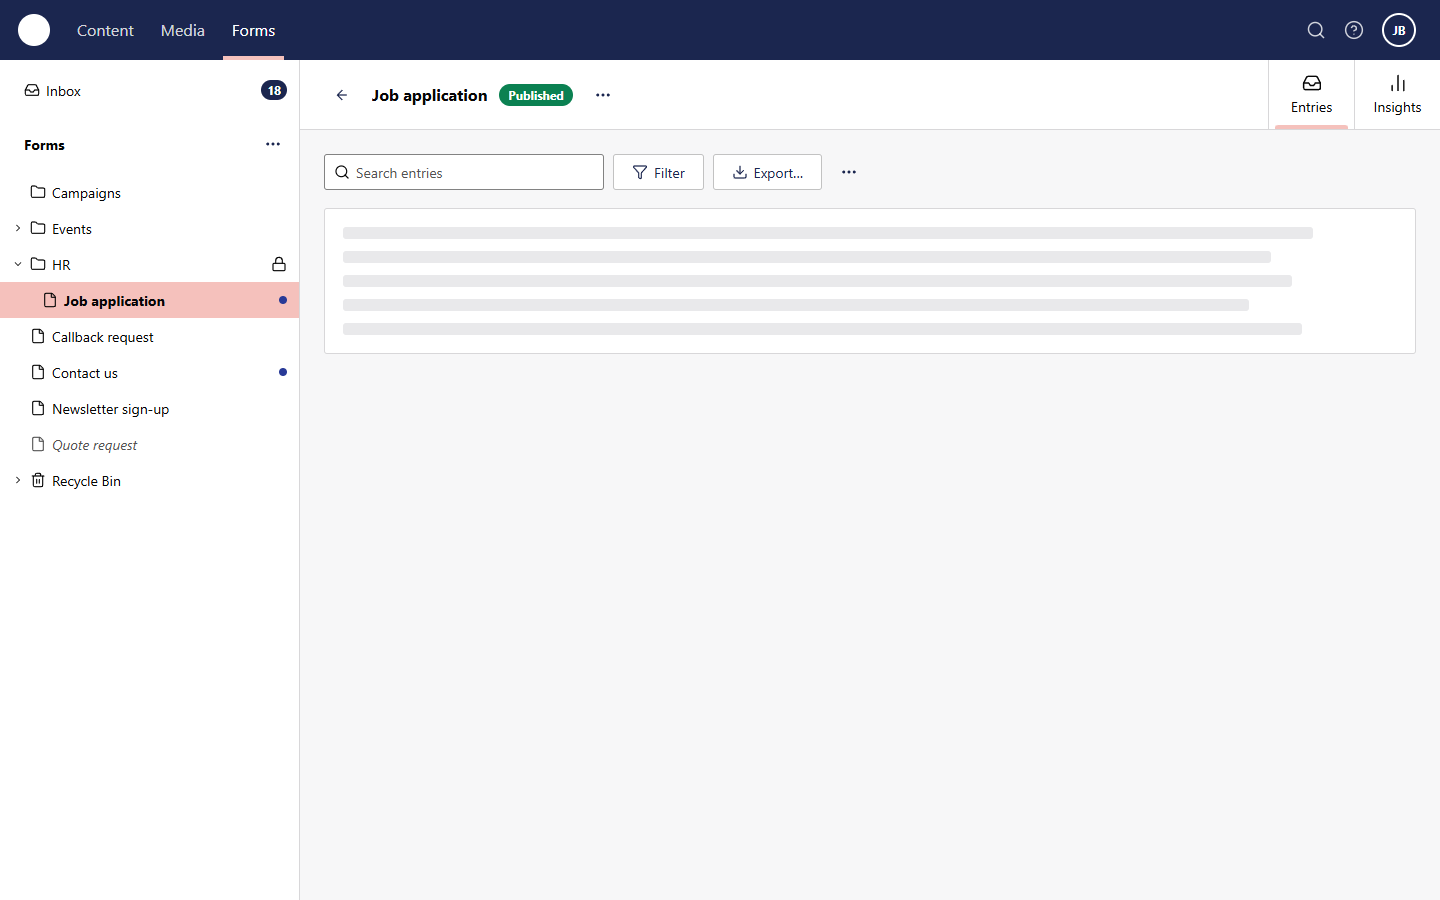 Content
Media
Forms
JB
Inbox
18
Forms
Campaigns
Events
HR
Job application
Callback request
Contact us
Newsletter sign-up
Quote request
Recycle Bin
Job application
Published
Entries
Insights
Search entries
Filter
Export...